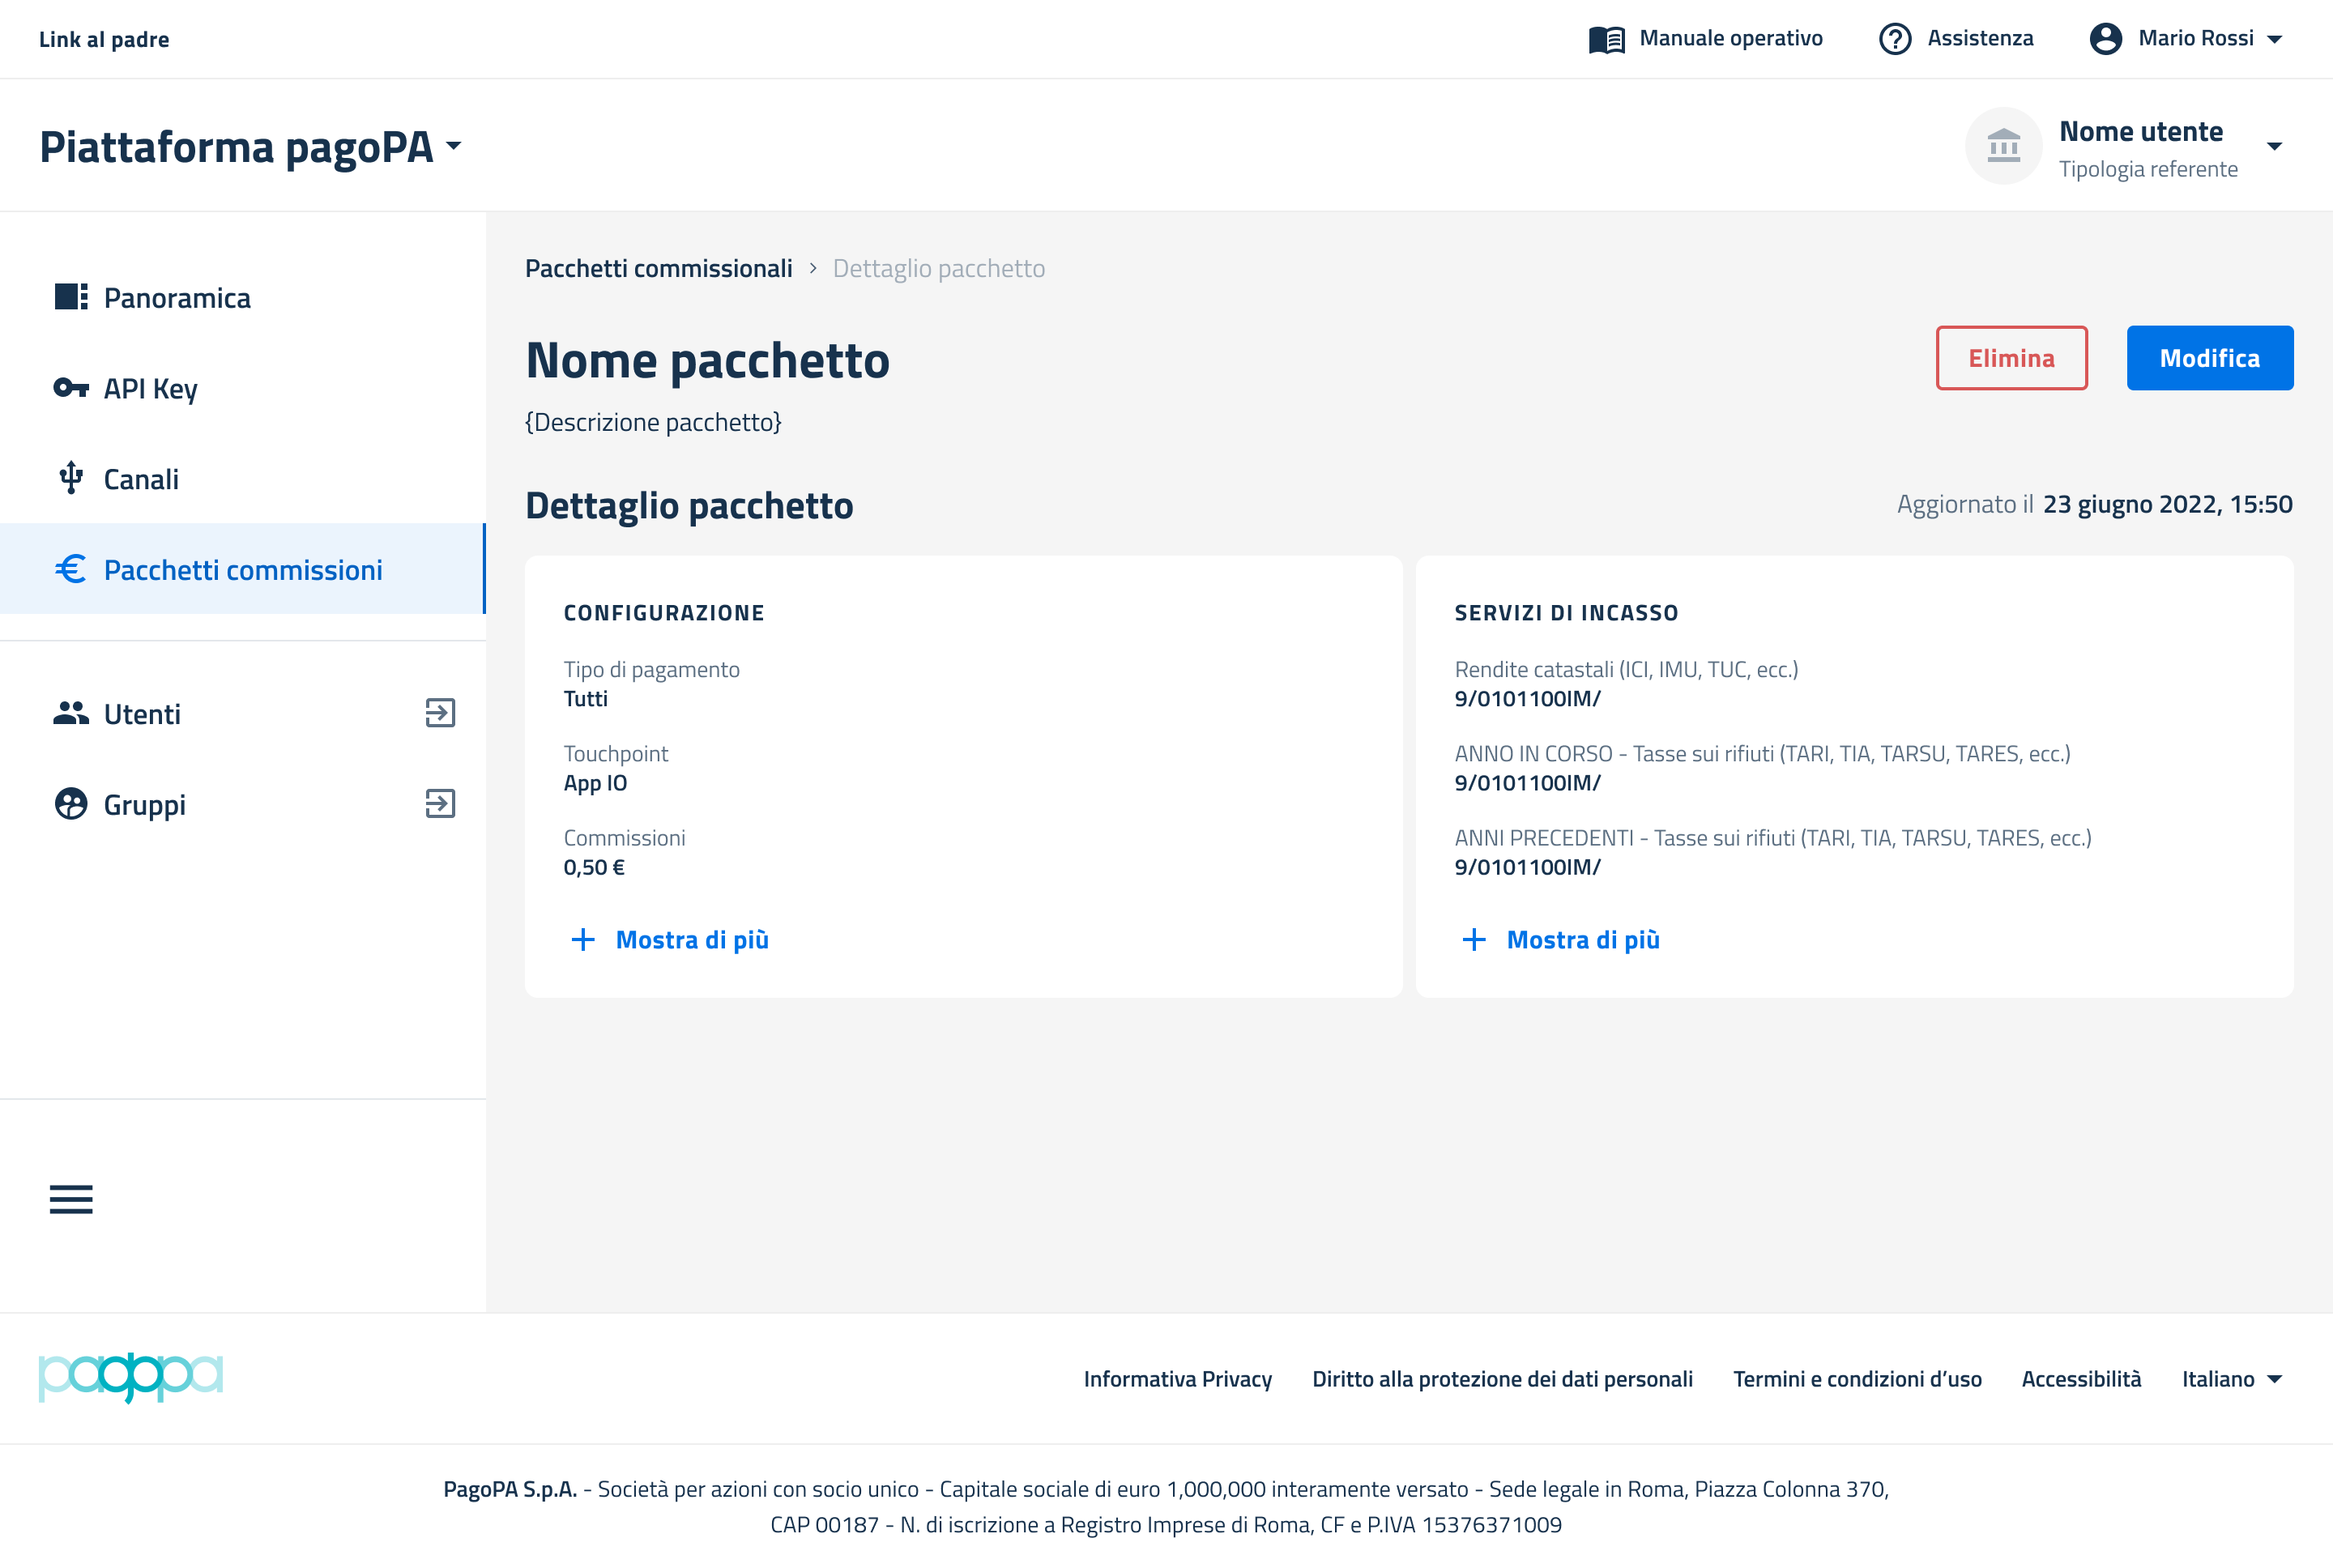 Link al padre
Manuale operativo
Assistenza
Mario Rossi
Piattaforma pagoPA
Nome utente
Tipologia referente
Panoramica
API Key
Canali
Pacchetti commissioni
Utenti
Gruppi
Pacchetti commissionali > Dettaglio pacchetto
Nome pacchetto
Elimina
Modifica
{Descrizione pacchetto}
Dettaglio pacchetto
Aggiornato il 23 giugno 2022, 15:50
CONFIGURAZIONE
Tipo di pagamento
Tutti
Touchpoint
App IO
Commissioni
0,50 €
Mostra di più
SERVIZI DI INCASSO
Rendite catastali (ICI, IMU, TUC, ecc.)
9/0101100IM/
ANNO IN CORSO - Tasse sui rifiuti (TARI, TIA, TARSU, TARES, ecc.)
9/0101100IM/
ANNI PRECEDENTI - Tasse sui rifiuti (TARI, TIA, TARSU, TARES, ecc.)
9/0101100IM/
Mostra di più
pagopa
Informativa Privacy
Diritto alla protezione dei dati personali
Termini e condizioni d’uso
Accessibilità
Italiano
PagoPA S.p.A. - Società per azioni con socio unico - Capitale sociale di euro 1,000,000 interamente versato - Sede legale in Roma, Piazza Colonna 370,
CAP 00187 - N. di iscrizione a Registro Imprese di Roma, CF e P.IVA 15376371009